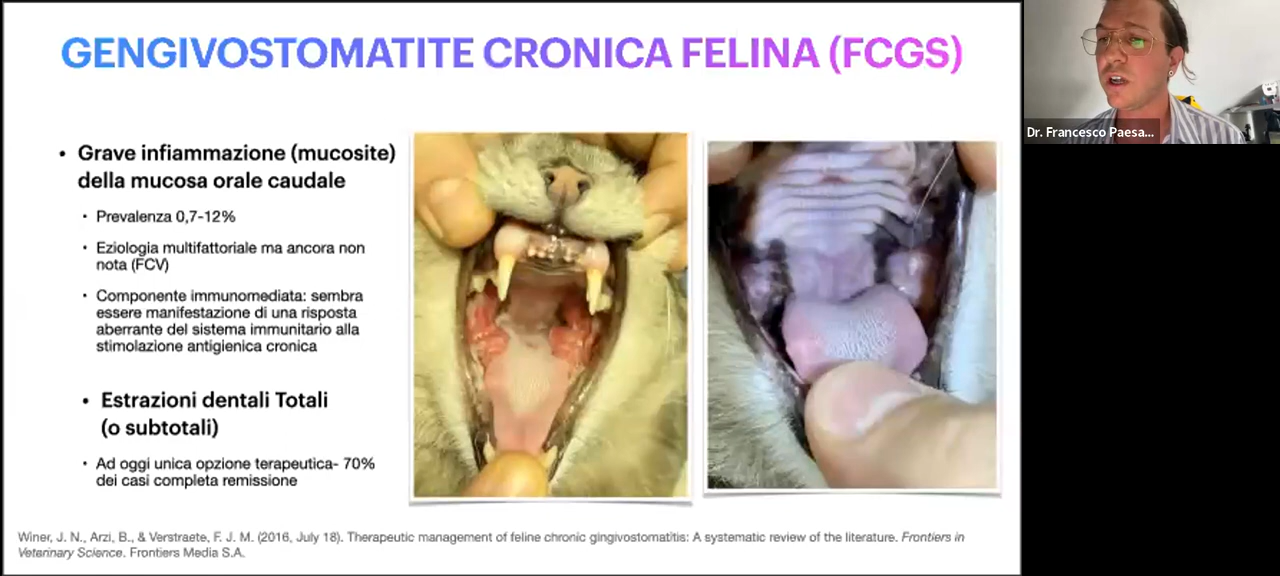 GENGIVOSTOMATITE CRONICA FELINA (FCGS)
• Grave infiammazione (mucosite)
della mucosa orale caudale
• Prevalenza 0,7-12%
• Eziologia multifattoriale ma ancora non
nota (FCV)
• Componente immunomediata: sembra
essere manifestazione di una risposta
aberrante del sistema immunitario alla
stimolazione antigienica cronica
• Estrazioni dentali Totali
(o subtotali)
• Ad oggi unica opzione terapeutica- 70%
dei casi completa remissione
Winer, J. N., Arzi, B., & Verstraete, F. J. M. (2016, July 18). Therapeutic management of feline chronic gingivostomatitis: A systematic review of the literature. Frontiers in
Veterinary Science. Frontiers Media S.A.
Dr. Francesco Paesa...